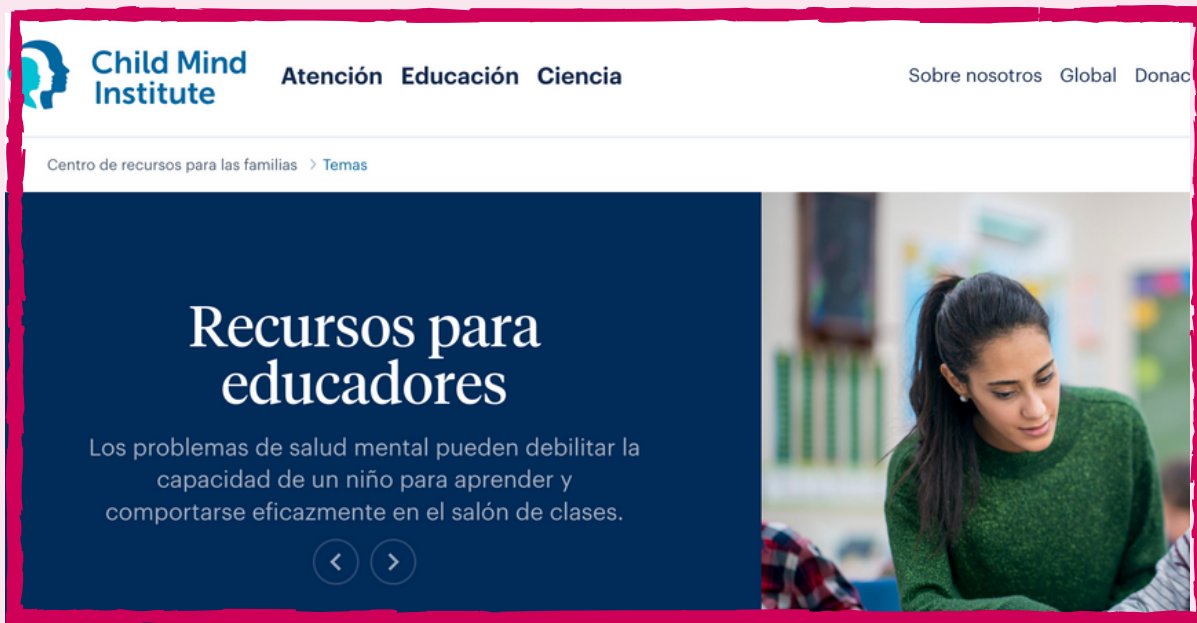 Child Mind
Institute
Atención Educación Ciencia
Sobre nosotros Global Donac
Centro de recursos para las familias > Temas
Recursos para
educadores
Los problemas de salud mental pueden debilitar la
capacidad de un niño para aprender y
comportarse eficazmente en el salón de clases.